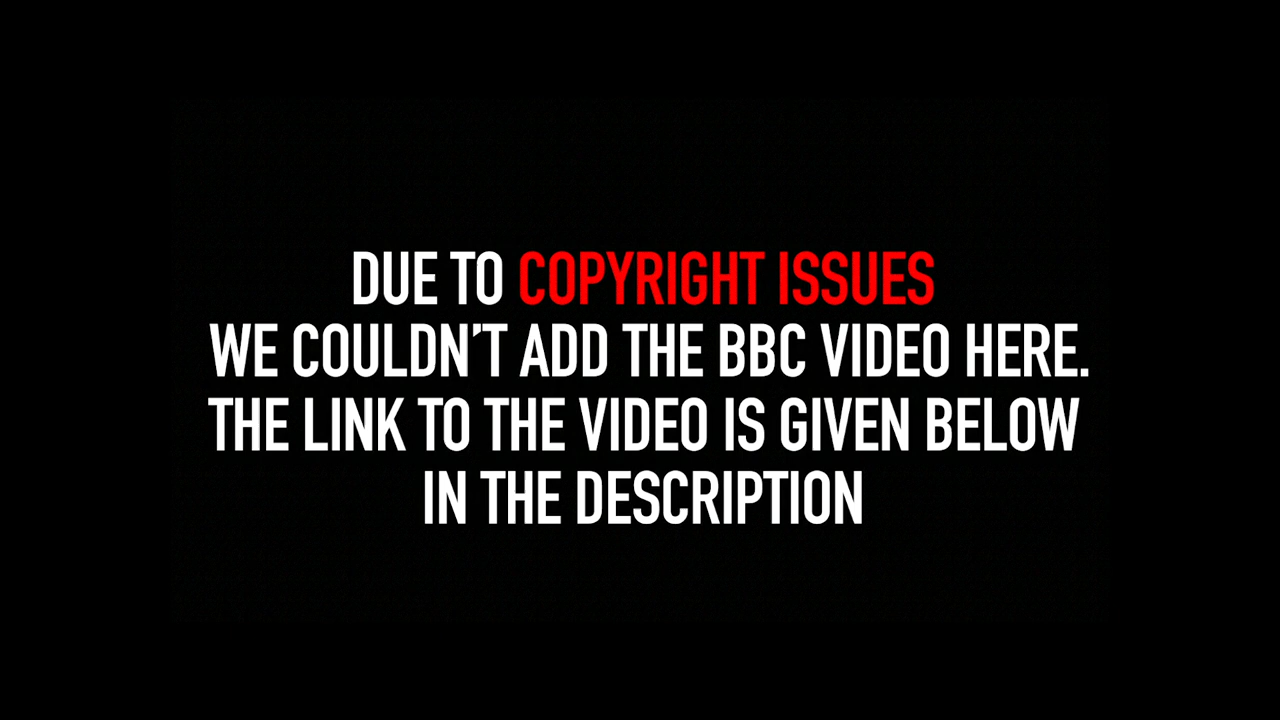 DUE TO COPYRIGHT ISSUES
WE COULDN'T ADD THE BBC VIDEO HERE.
THE LINK TO THE VIDEO IS GIVEN BELOW
IN THE DESCRIPTION